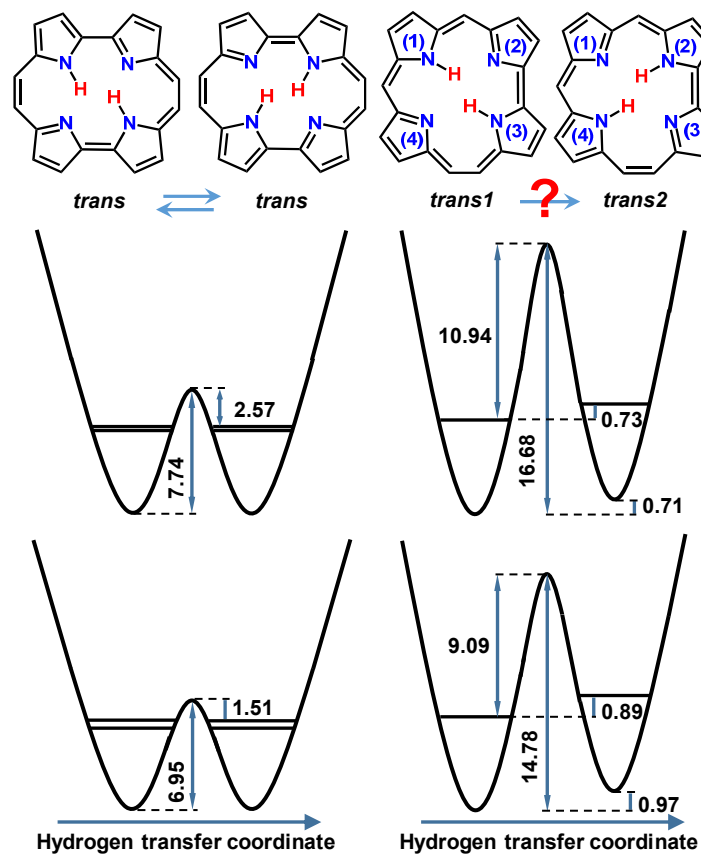 N N (1) N (2) N (1) N (2) N
H H H H H H H H
N N N N (4) N N (3) (4) N N (3
trans trans trans1 ? trans2
10.94
2.57
0.73
7.74
16.68
0.71
9.09
1.51
0.89
6.95
14.78
0.97
Hydrogen transfer coordinate Hydrogen transfer coordinate